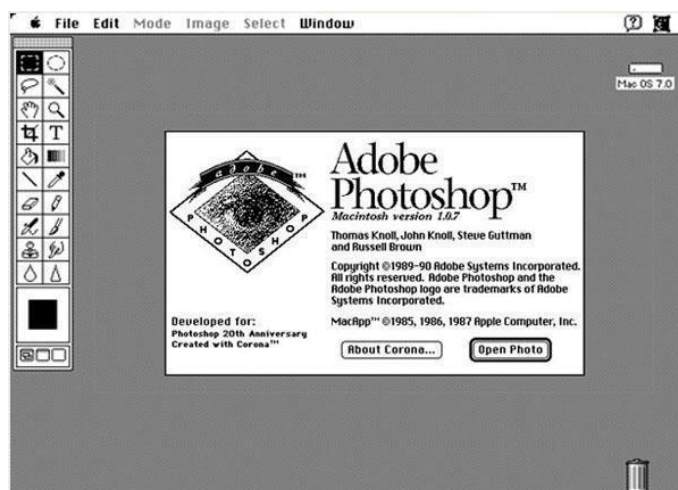 File Edit Mode Image Select Window
Mac OS 7.0
T
adobe™
PHOTOSHOP
Adobe
Photoshop™
Macintosh version 1.0.7
Thomas Knoll, John Knoll, Steve Guttman
and Russell Brown
Copyright ©1989-90 Adobe Systems Incorporated.
All rights reserved. Adobe Photoshop and the
Adobe Photoshop logo are trademarks of Adobe
Systems Incorporated.
MacApp™ ©1985, 1986, 1987 Apple Computer, Inc.
Developed for:
Photoshop 20th Anniversary
Created with Corona™
About Corona...
Open Photo